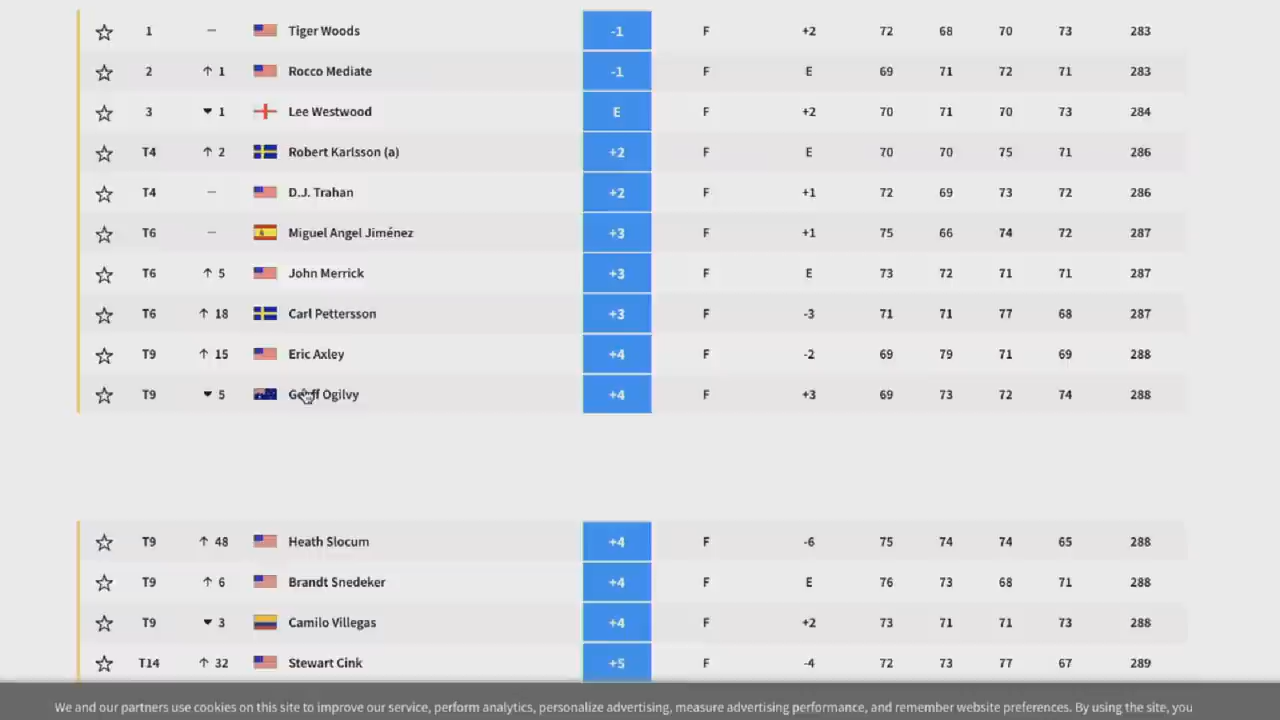 1 – Tiger Woods -1 F +2 72 68 70 73 283
2 ↑ 1 Rocco Mediate -1 F E 69 71 72 71 283
3 ▼ 1 Lee Westwood E F +2 70 71 70 73 284
T4 ↑ 2 Robert Karlsson (a) +2 F E 70 70 75 71 286
T4 – D.J. Trahan +2 F +1 72 69 73 72 286
T6 – Miguel Angel Jiménez +3 F +1 75 66 74 72 287
T6 ↑ 5 John Merrick +3 F E 73 72 71 71 287
T6 ↑ 18 Carl Pettersson +3 F -3 71 71 77 68 287
T9 ↑ 15 Eric Axley +4 F -2 69 79 71 69 288
T9 ▼ 5 Geoff Ogilvy +4 F +3 69 73 72 74 288
T9 ↑ 48 Heath Slocum +4 F -6 75 74 74 65 288
T9 ↑ 6 Brandt Snedeker +4 F E 76 73 68 71 288
T9 ▼ 3 Camilo Villegas +4 F +2 73 71 71 73 288
T14 ↑ 32 Stewart Cink +5 F -4 72 73 77 67 289
We and our partners use cookies on this site to improve our service, perform analytics, personalize advertising, measure advertising performance, and remember website preferences. By using the site, you